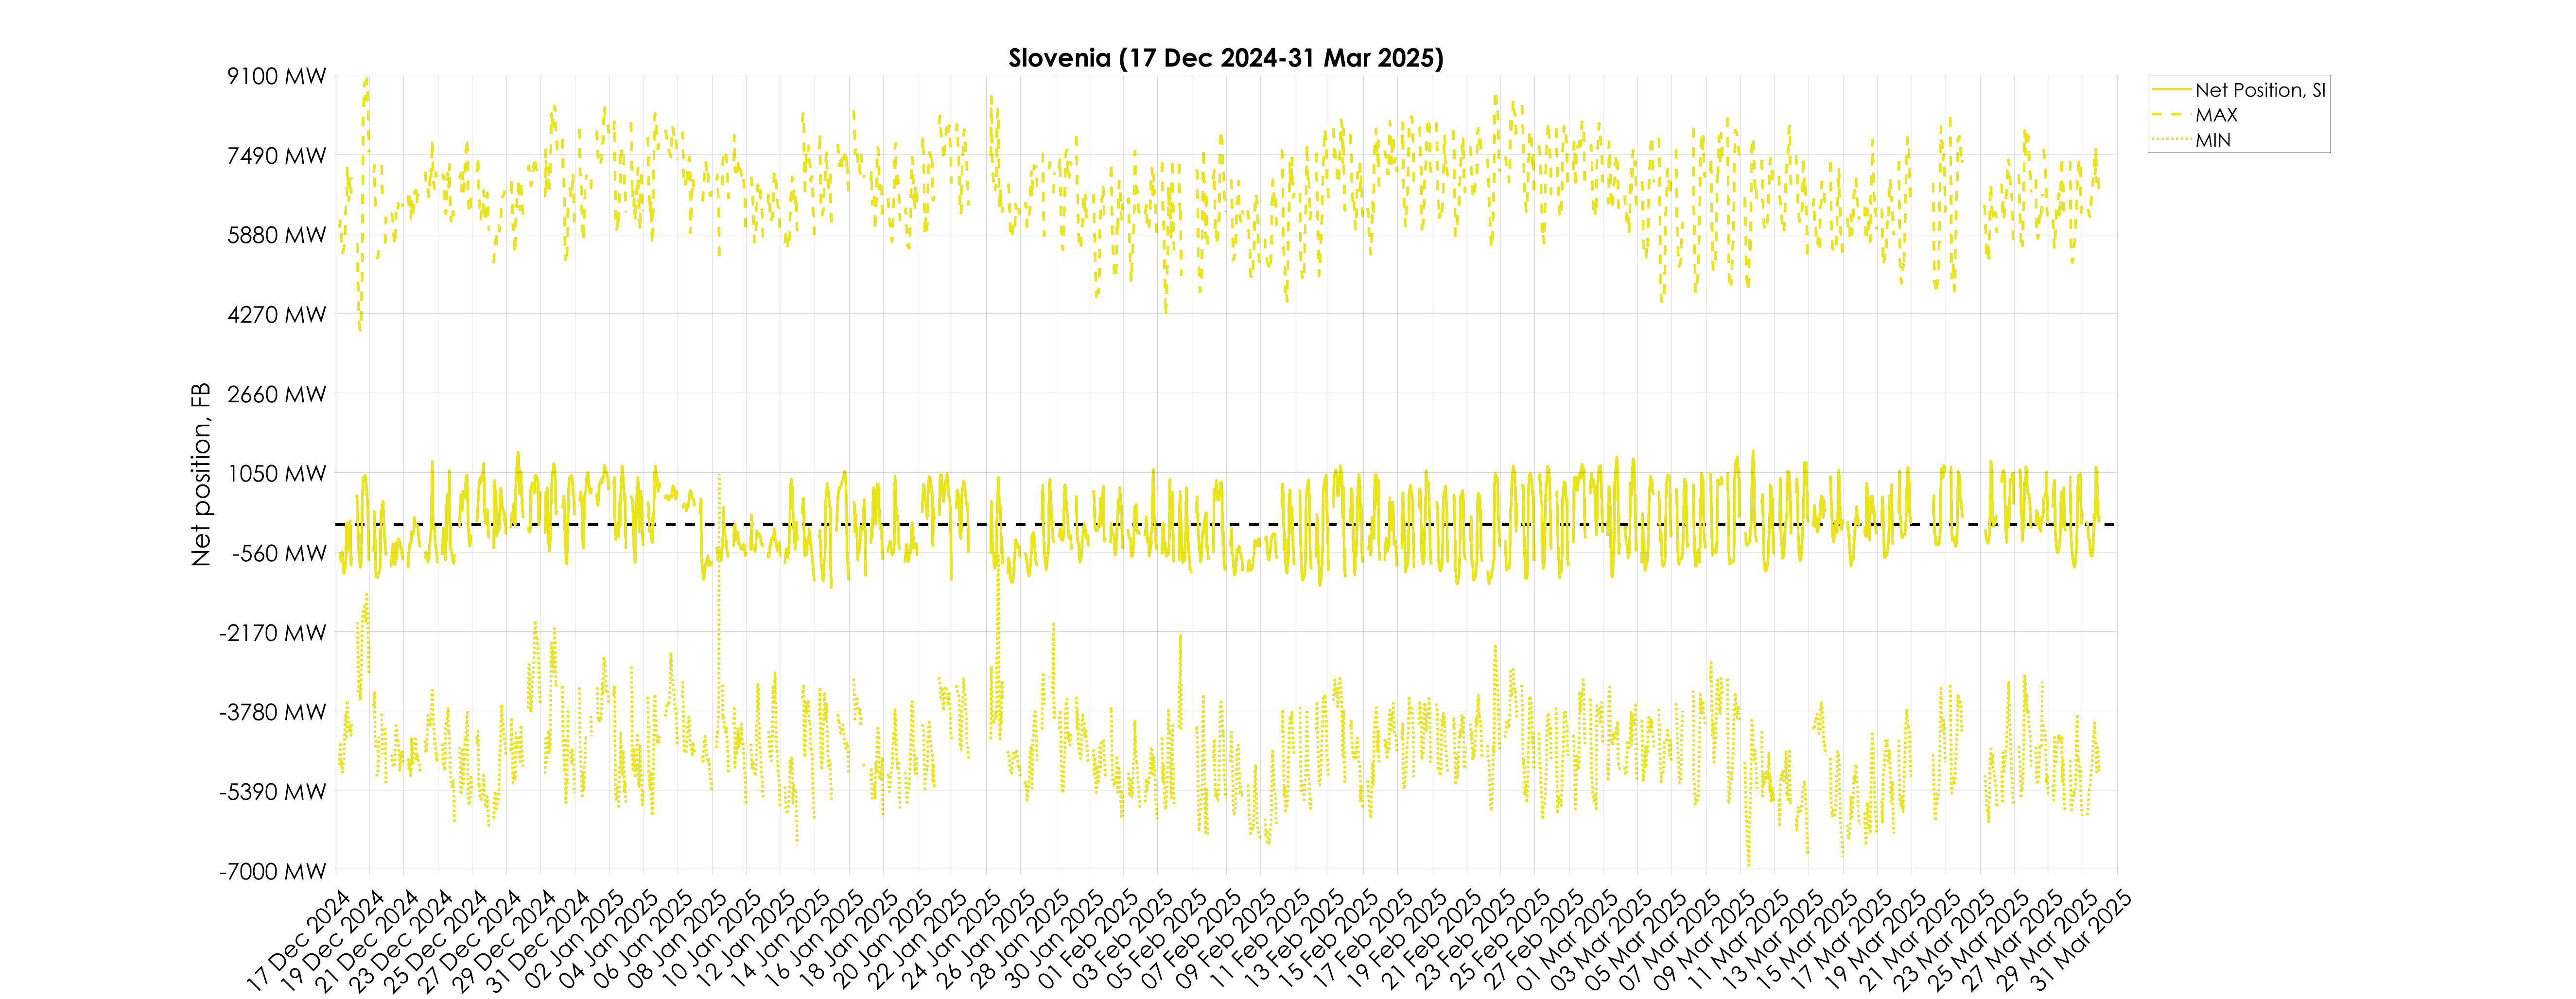 Slovenia (17 Dec 2024-31 Mar 2025)
Net position, FB
9100 MW
7490 MW
5880 MW
4270 MW
2660 MW
1050 MW
-560 MW
-2170 MW
-3780 MW
-5390 MW
-7000 MW
17 Dec 2024
19 Dec 2024
21 Dec 2024
23 Dec 2024
25 Dec 2024
27 Dec 2024
29 Dec 2024
31 Dec 2024
02 Jan 2025
04 Jan 2025
06 Jan 2025
08 Jan 2025
10 Jan 2025
12 Jan 2025
14 Jan 2025
16 Jan 2025
18 Jan 2025
20 Jan 2025
22 Jan 2025
24 Jan 2025
26 Jan 2025
28 Jan 2025
30 Jan 2025
01 Feb 2025
03 Feb 2025
05 Feb 2025
07 Feb 2025
09 Feb 2025
11 Feb 2025
13 Feb 2025
15 Feb 2025
17 Feb 2025
19 Feb 2025
21 Feb 2025
23 Feb 2025
25 Feb 2025
27 Feb 2025
01 Mar 2025
03 Mar 2025
05 Mar 2025
07 Mar 2025
09 Mar 2025
11 Mar 2025
13 Mar 2025
15 Mar 2025
17 Mar 2025
19 Mar 2025
21 Mar 2025
23 Mar 2025
25 Mar 2025
27 Mar 2025
29 Mar 2025
31 Mar 2025
Net Position, SI
MAX
MIN